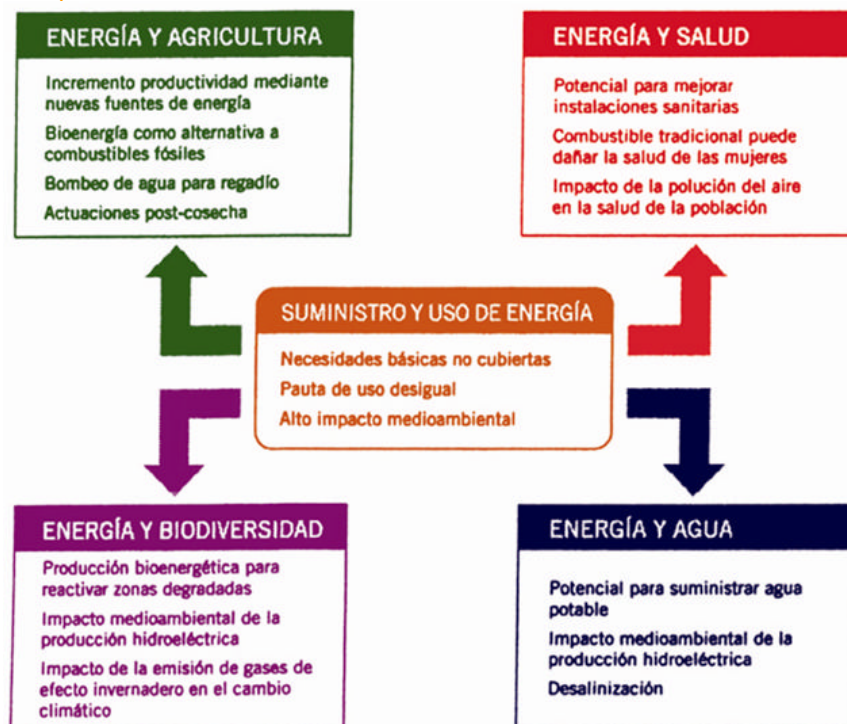 ENERGÍA Y AGRICULTURA
Incremento productividad mediante
nuevas fuentes de energía
Bioenergía como alternativa a
combustibles fósiles
Bombeo de agua para regadío
Actuaciones post-cosecha
ENERGÍA Y SALUD
Potencial para mejorar
instalaciones sanitarias
Combustible tradicional puede
dañar la salud de las mujeres
Impacto de la polución del aire
en la salud de la población
SUMINISTRO Y USO DE ENERGÍA
Necesidades básicas no cubiertas
Pauta de uso desigual
Alto impacto medioambiental
ENERGÍA Y BIODIVERSIDAD
Producción bioenergética para
reactivar zonas degradadas
Impacto medioambiental de la
producción hidroeléctrica
Impacto de la emisión de gases de
efecto invernadero en el cambio
climático
ENERGÍA Y AGUA
Potencial para suministrar agua
potable
Impacto medioambiental de la
producción hidroeléctrica
Desalinización